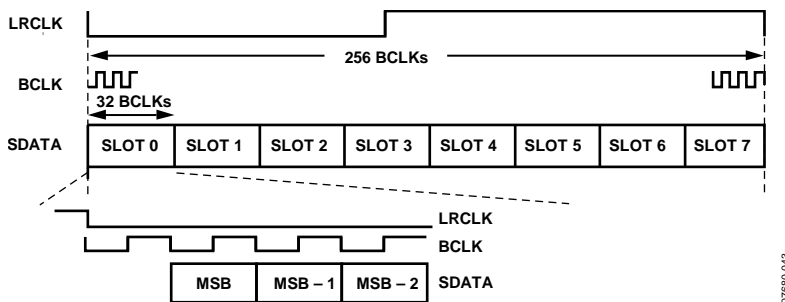 LRCLK
256 BCLKs
BCLK
32 BCLKs
SDATA
SLOT 0 SLOT 1 SLOT 2 SLOT 3 SLOT 4 SLOT 5 SLOT 6 SLOT 7
LRCLK
BCLK
MSB MSB – 1 MSB – 2 SDATA